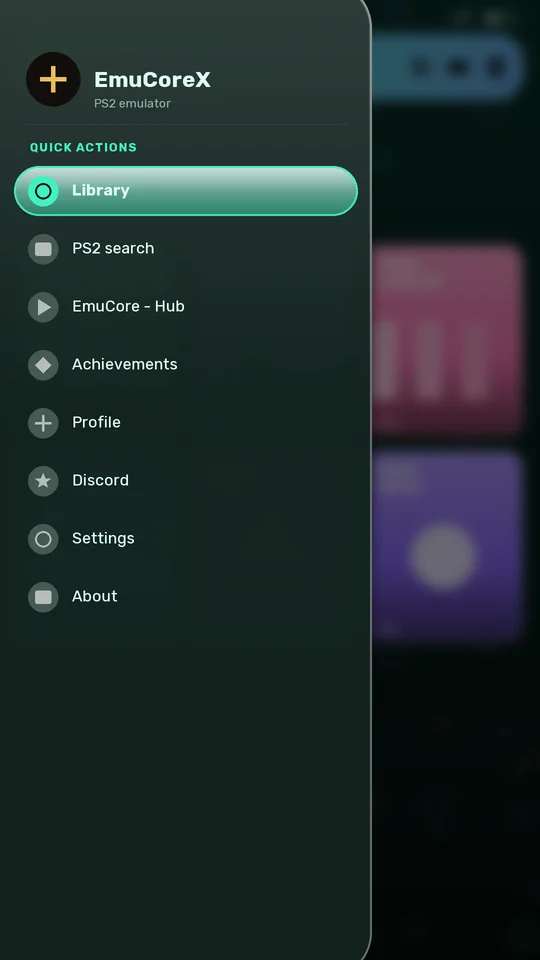 EmuCoreX
PS2 emulator
QUICK ACTIONS
Library
PS2 search
EmuCore - Hub
Achievements
Profile
Discord
Settings
About